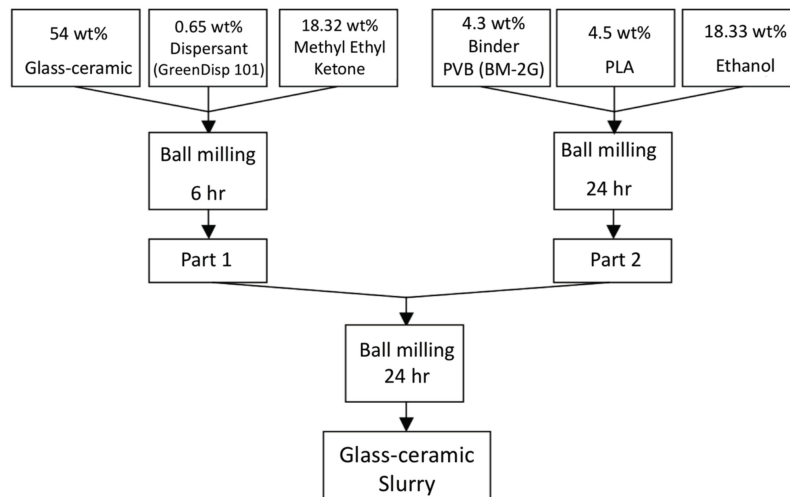 54 wt%
Glass-ceramic
0.65 wt%
Dispersant
(GreenDisp 101)
18.32 wt%
Methyl Ethyl
Ketone
4.3 wt%
Binder
PVB (BM-2G)
4.5 wt%
PLA
18.33 wt%
Ethanol
Ball milling
6 hr
Ball milling
24 hr
Part 1
Part 2
Ball milling
24 hr
Glass-ceramic
Slurry